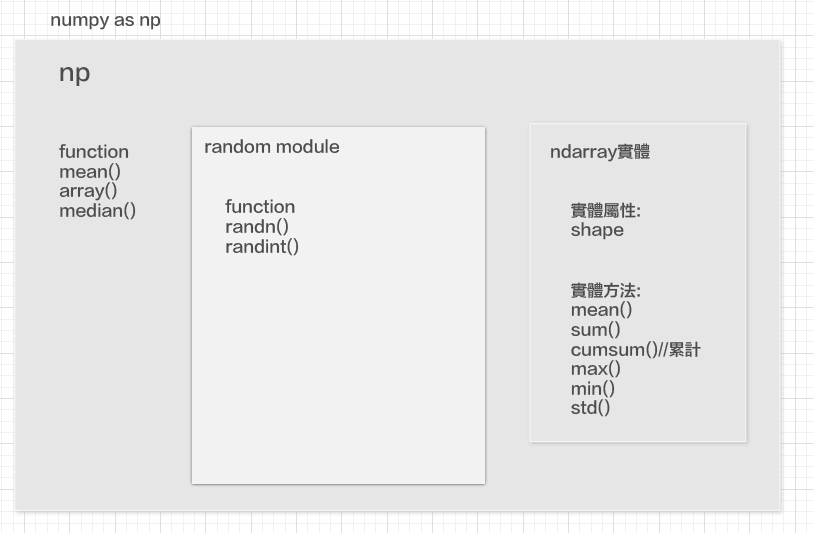 numpy as np
np
function
mean()
array()
median()
random module
function
randn()
randint()
ndarray實體
實體屬性:
shape
實體方法:
mean()
sum()
cumsum()//累計
max()
min()
std()